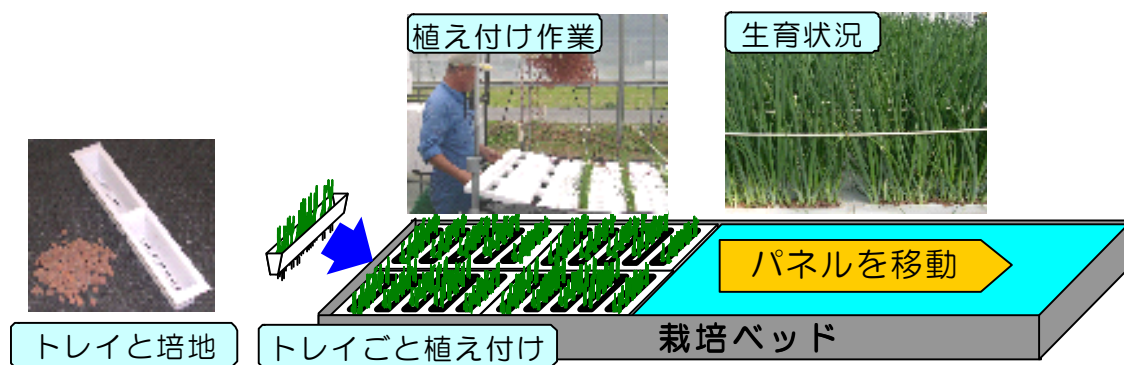 植え付け作業
生育状況
パネルを移動
栽培ベッド
トレイと培地
トレイごと植え付け